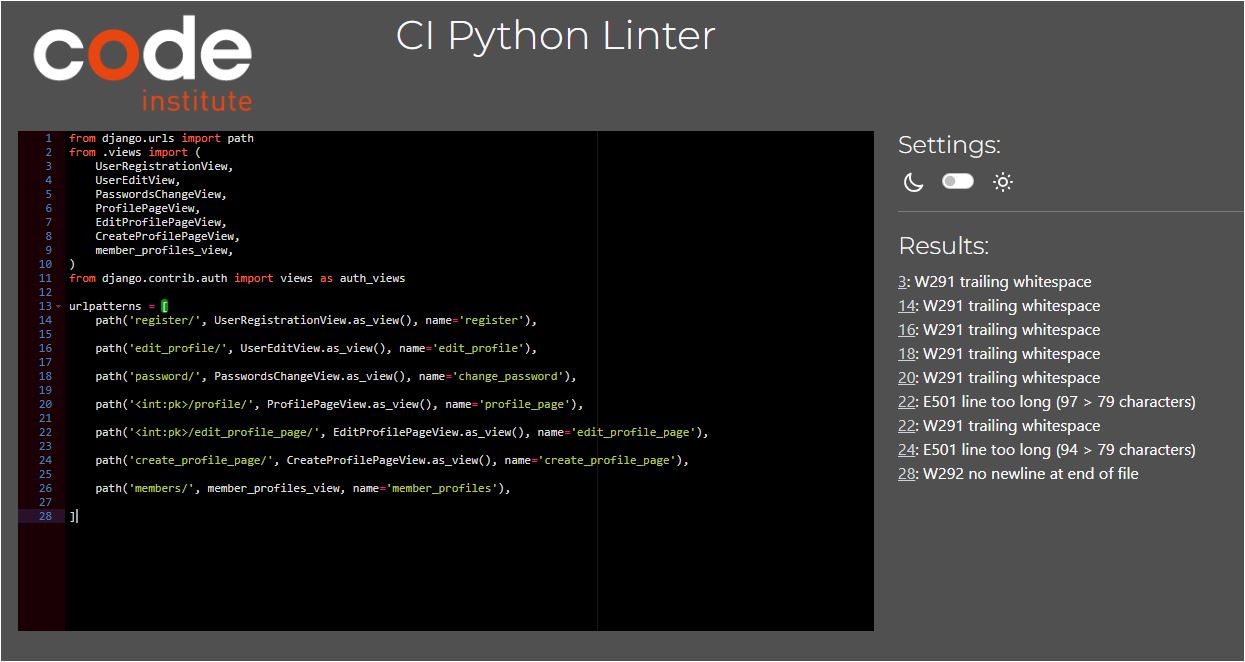 code
institute
CI Python Linter
1 from django.urls import path
2 from .views import (
3     UserRegistrationView,
4     UserEditView,
5     PasswordsChangeView,
6     ProfilePageView,
7     EditProfilePageView,
8     CreateProfilePageView,
9     member_profiles_view,
10 )
11 from django.contrib.auth import views as auth_views
12
13 urlpatterns = [
14     path('register/', UserRegistrationView.as_view(), name='register'),
15
16     path('edit_profile/', UserEditView.as_view(), name='edit_profile'),
17
18     path('password/', PasswordsChangeView.as_view(), name='change_password'),
19
20     path('<int:pk>/profile/', ProfilePageView.as_view(), name='profile_page'),
21
22     path('<int:pk>/edit_profile_page/', EditProfilePageView.as_view(), name='edit_profile_page'),
23
24     path('create_profile_page/', CreateProfilePageView.as_view(), name='create_profile_page'),
25
26     path('members/', member_profiles_view, name='member_profiles'),
27
28 ]
Settings:
Results:
3: W291 trailing whitespace
14: W291 trailing whitespace
16: W291 trailing whitespace
18: W291 trailing whitespace
20: W291 trailing whitespace
22: E501 line too long (97 > 79 characters)
22: W291 trailing whitespace
24: E501 line too long (94 > 79 characters)
28: W292 no newline at end of file